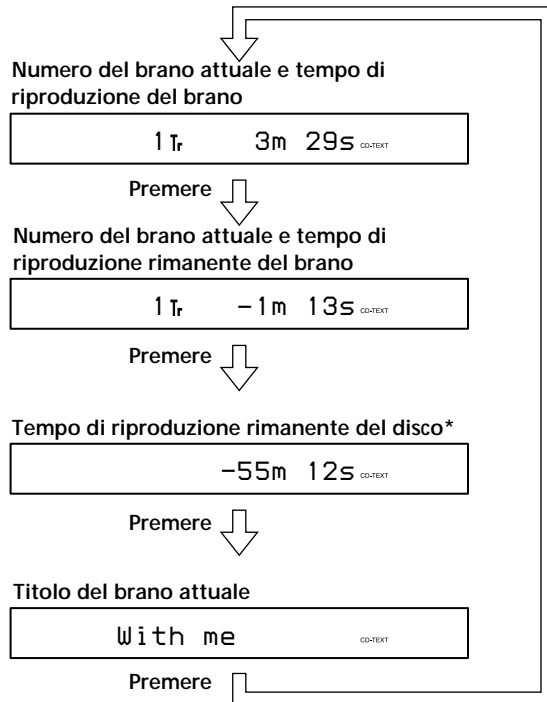 Numero del brano attuale e tempo di
riproduzione del brano
1 Tr 3m 29s CD-TEXT
Premere
Numero del brano attuale e tempo di
riproduzione rimanente del brano
1 Tr -1m 13s CD-TEXT
Premere
Tempo di riproduzione rimanente del disco*
-55m 12s CD-TEXT
Premere
Titolo del brano attuale
With me CD-TEXT
Premere